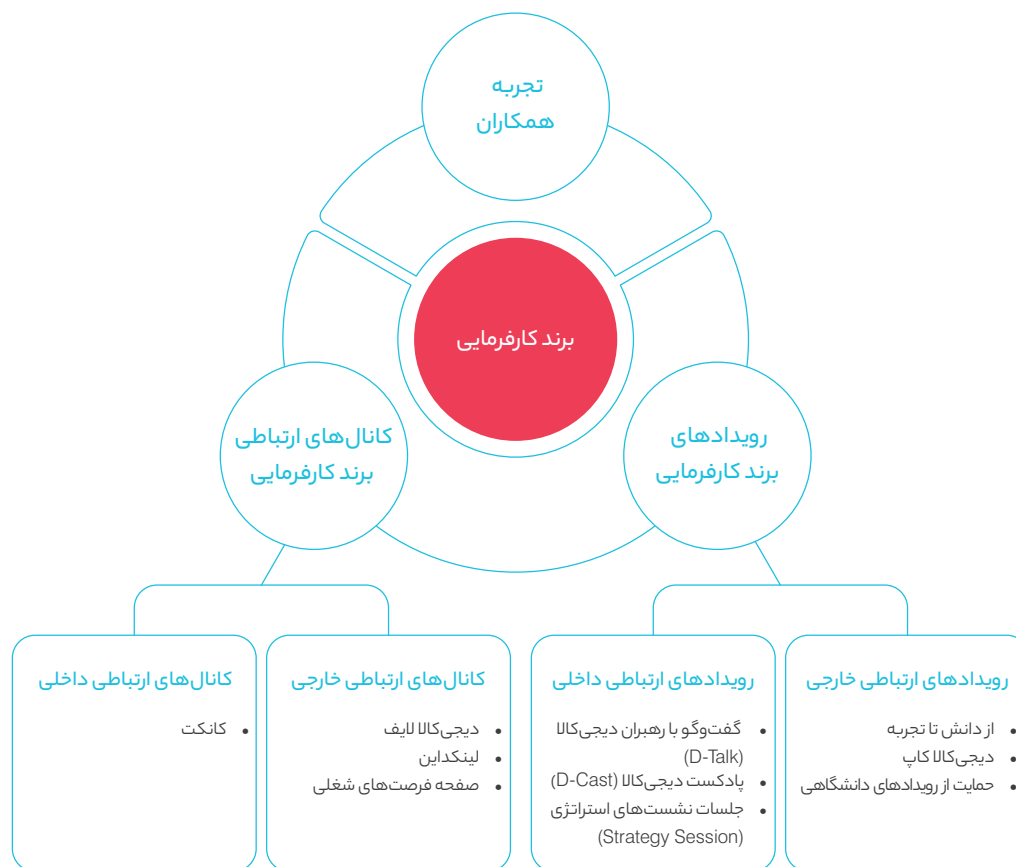 تجربه
همکاران
برند کارفرمایی
رویدادهای
برند کارفرمایی
کانال‌های ارتباطی
برند کارفرمایی
رویدادهای ارتباطی خارجی
• از دانش تا تجربه
• دیجی‌کالا کاپ
• حمایت از رویدادهای دانشگاهی
رویدادهای ارتباطی داخلی
• گفت‌وگو با رهبران دیجی‌کالا
(D-Talk)
• پادکست دیجی‌کالا (D-Cast)
• جلسات نشست‌های استراتژی
(Strategy Session)
کانال‌های ارتباطی خارجی
• دیجی‌کالا لایف
• لینکداین
• صفحه فرصت‌های شغلی
کانال‌های ارتباطی داخلی
• کانکت